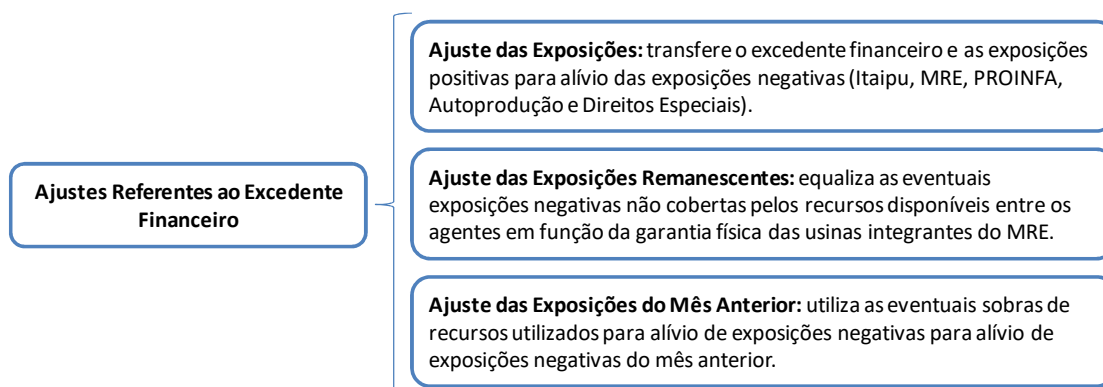 Ajuste das Exposições: transfere o excedente financeiro e as exposições
positivas para alívio das exposições negativas (Itaipu, MRE, PROINFA,
Autoprodução e Direitos Especiais).
Ajustes Referentes ao Excedente
Financeiro
Ajuste das Exposições Remanescentes: equaliza as eventuais
exposições negativas não cobertas pelos recursos disponíveis entre os
agentes em função da garantia física das usinas integrantes do MRE.
Ajuste das Exposições do Mês Anterior: utiliza as eventuais sobras de
recursos utilizados para alívio de exposições negativas para alívio de
exposições negativas do mês anterior.